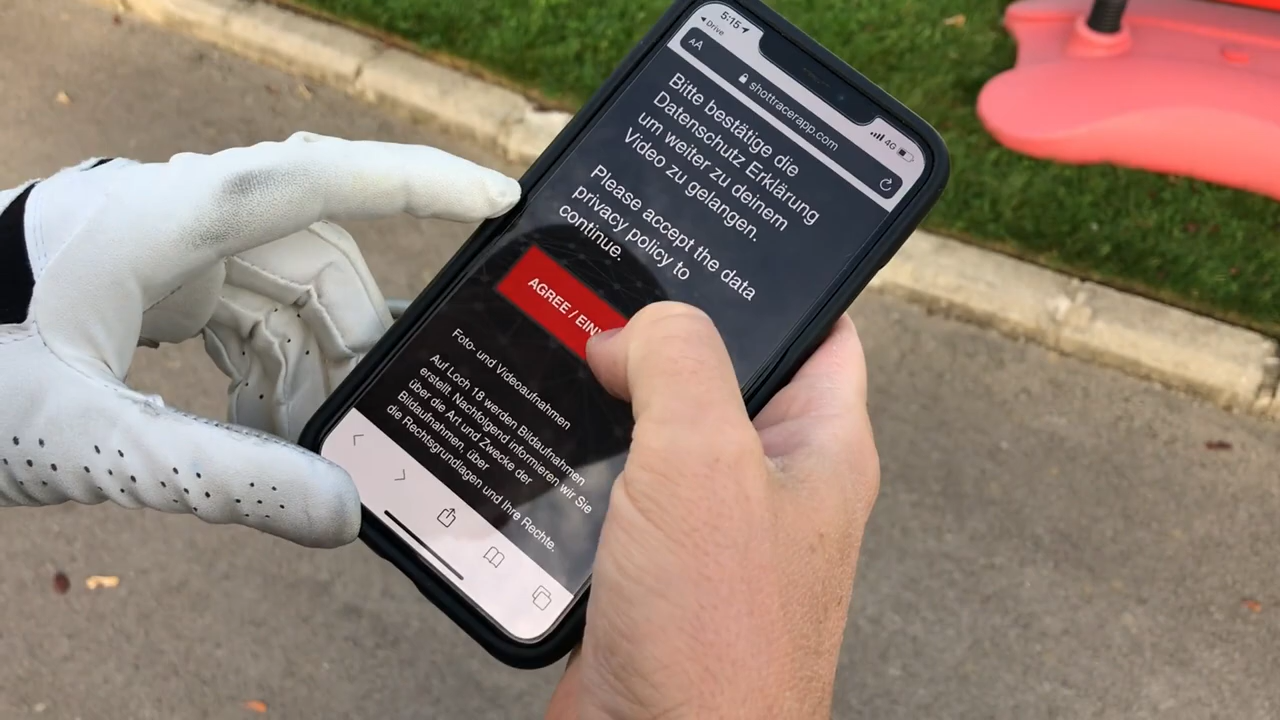 5:15
4G
Drive
AA
shottracerapp.com
Bitte bestätige die
Datenschutz Erklärung
um weiter zu deinem
Video zu gelangen.
Please accept the data
privacy policy to
continue.
AGREE /
Foto- und Videoaufnahmen
Auf Loch 18 werden Bildaufnahmen
erstellt. Nachfolgend informieren wir Sie
über die Art und Zwecke der
Bildaufnahmen, über
die Rechtsgrundlagen und Ihre Rechte.